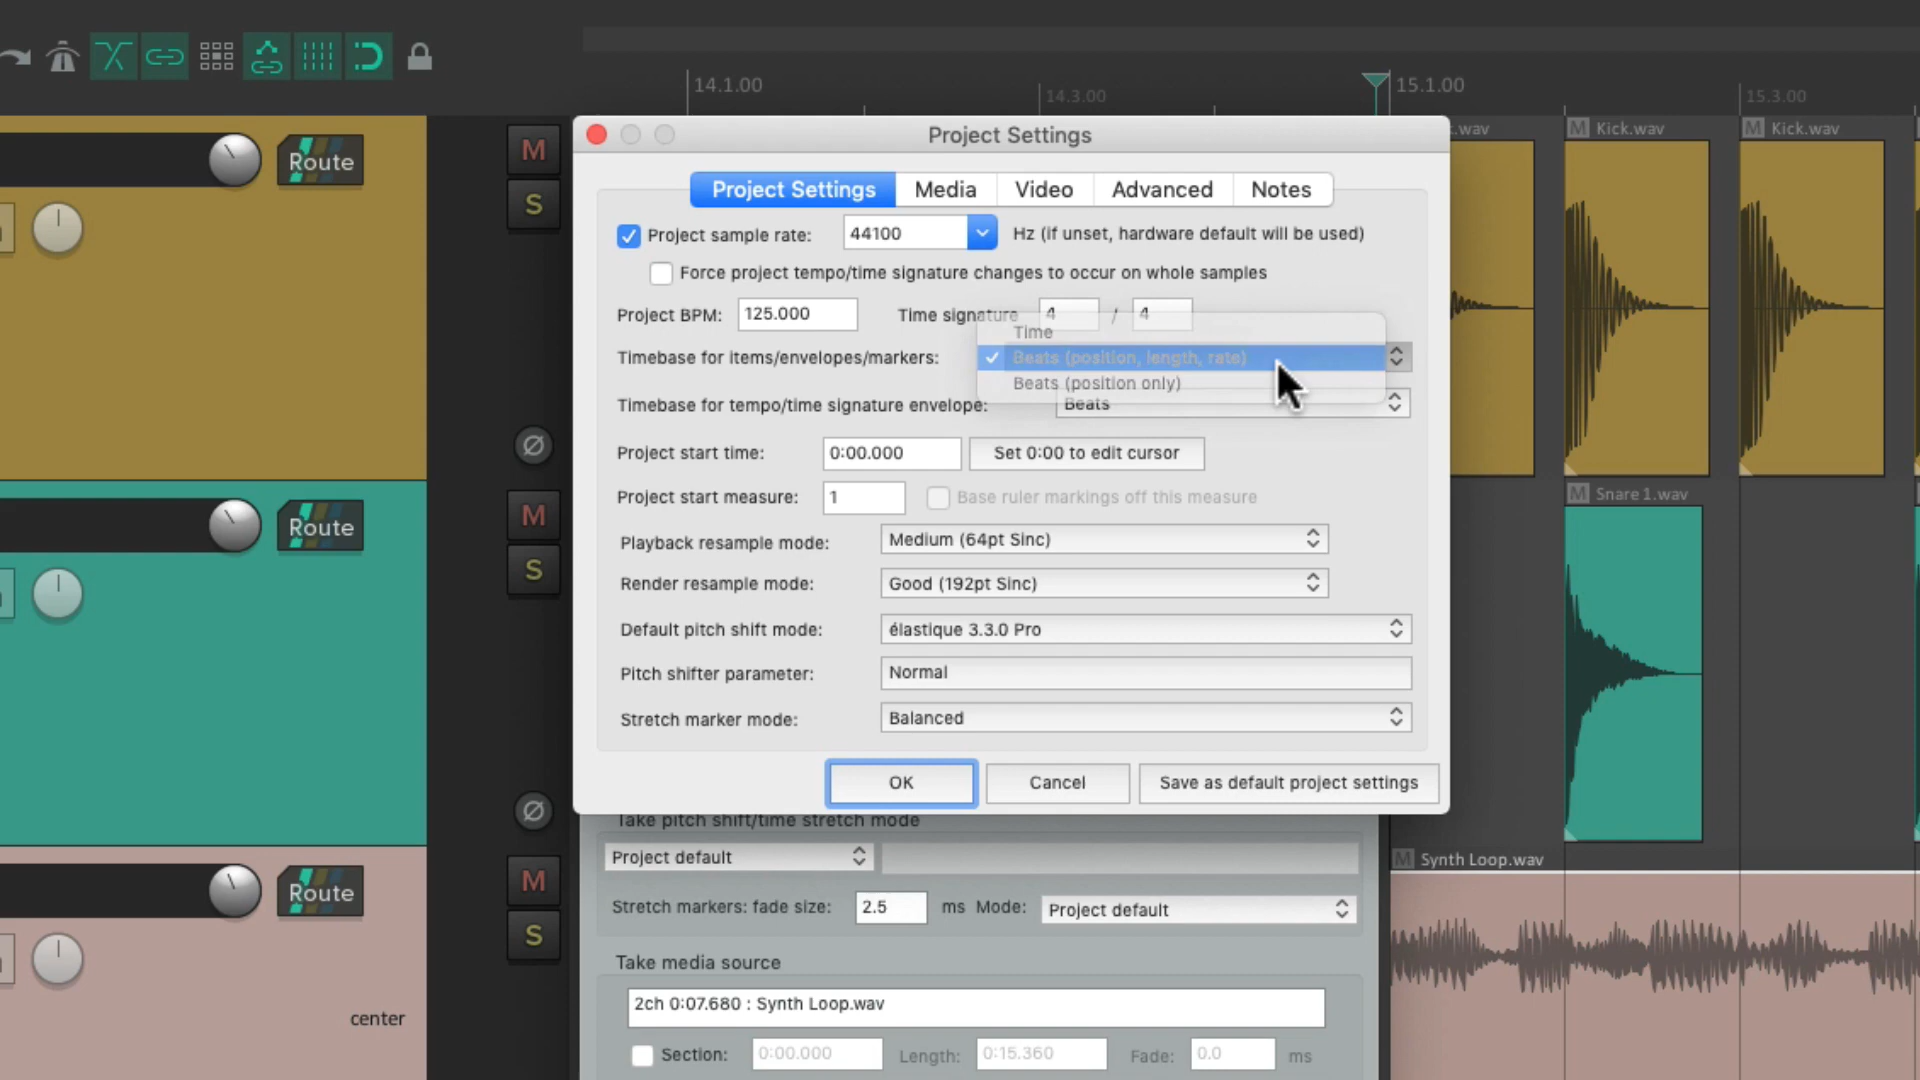 14.1.00
14.3.00
15.1.00
15.3.00
Route
M
S
Project Settings
.wav
M Kick.wav
M Kick.wav
Project Settings
Media
Video
Advanced
Notes
Project sample rate:
44100
Hz (if unset, hardware default will be used)
Force project tempo/time signature changes to occur on whole samples
Project BPM:
125.000
Time signature
4
/
4
Time
Timebase for items/envelopes/markers:
Beats (position, length, rate)
Beats (position only)
Timebase for tempo/time signature envelope:
Beats
Project start time:
0:00.000
Set 0:00 to edit cursor
Project start measure:
1
Base ruler markings off this measure
M Snare 1.wav
Route
M
S
Playback resample mode:
Medium (64pt Sinc)
Render resample mode:
Good (192pt Sinc)
Default pitch shift mode:
élastique 3.3.0 Pro
Pitch shifter parameter:
Normal
Stretch marker mode:
Balanced
OK
Cancel
Save as default project settings
Take pitch shift/time stretch mode
Project default
M Synth Loop.wav
Route
M
S
Stretch markers: fade size:
2.5
ms
Mode:
Project default
Take media source
2ch 0:07.680 : Synth Loop.wav
center
Section:
0:00.000
Length:
0:15.360
Fade:
0.0
ms